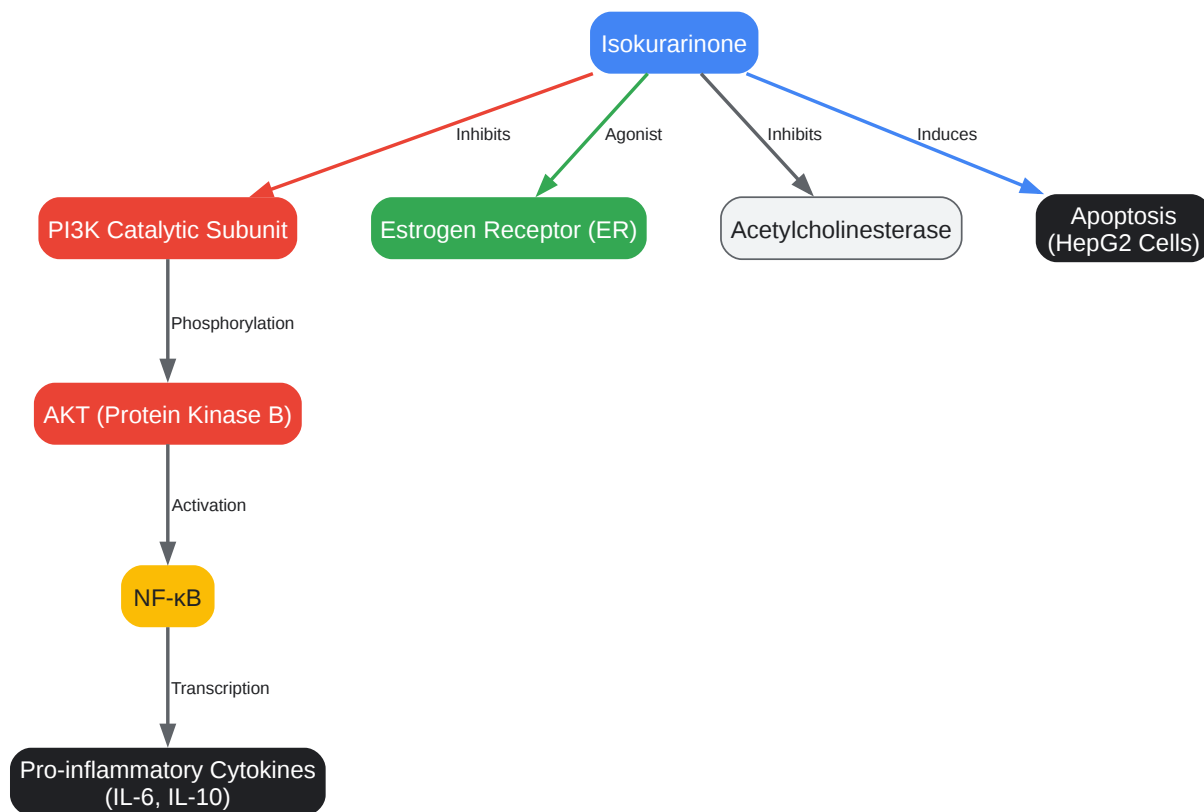 Isokurarinone
Inhibits
Agonist
Inhibits
Induces
PI3K Catalytic Subunit
Estrogen Receptor (ER)
Acetylcholinesterase
Apoptosis
(HepG2 Cells)
Phosphorylation
AKT (Protein Kinase B)
Activation
NF-κB
Transcription
Pro-inflammatory Cytokines
(IL-6, IL-10)